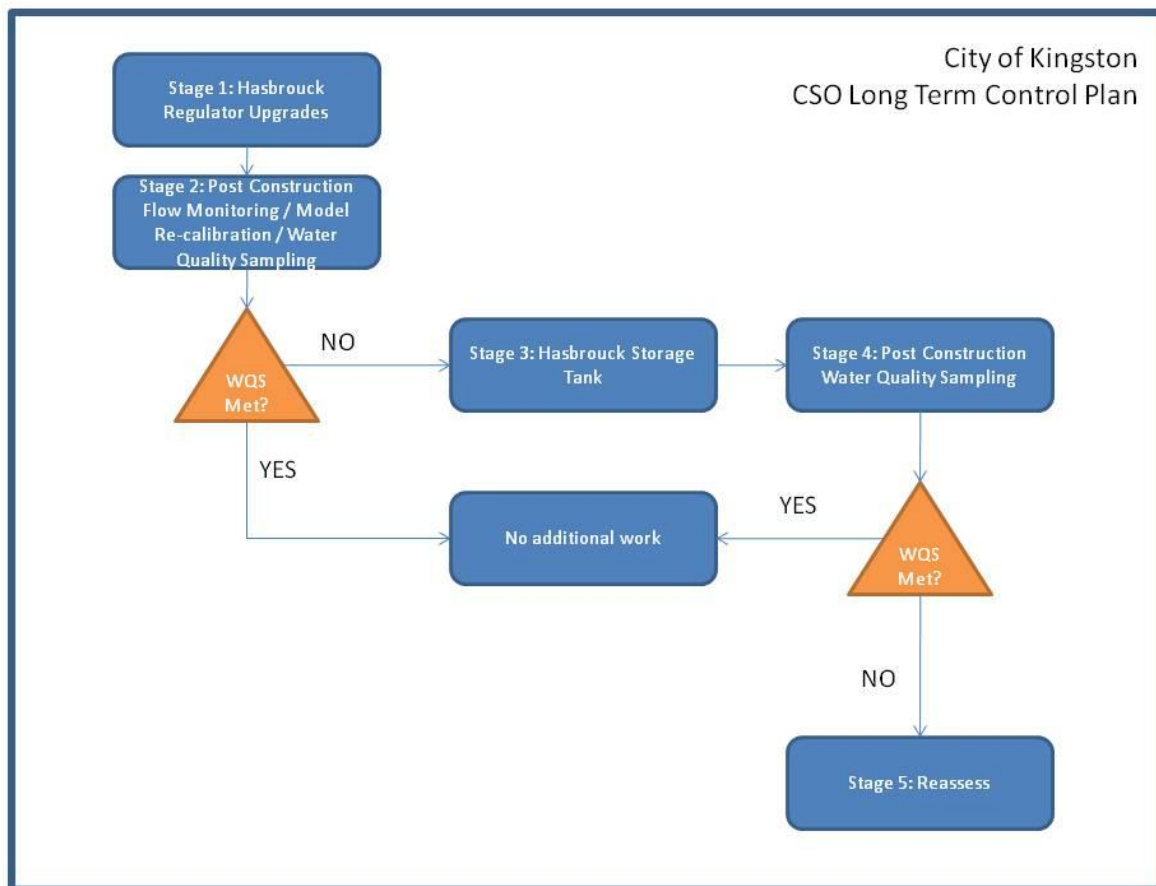 City of Kingston
CSO Long Term Control Plan
Stage 1: Hasbrouck
Regulator Upgrades
Stage 2: Post Construction
Flow Monitoring / Model
Re-calibration / Water
Quality Sampling
NO
WQS
Met?
Stage 3: Hasbrouck Storage
Tank
Stage 4: Post Construction
Water Quality Sampling
YES
No additional work
YES
WQS
Met?
NO
Stage 5: Reassess